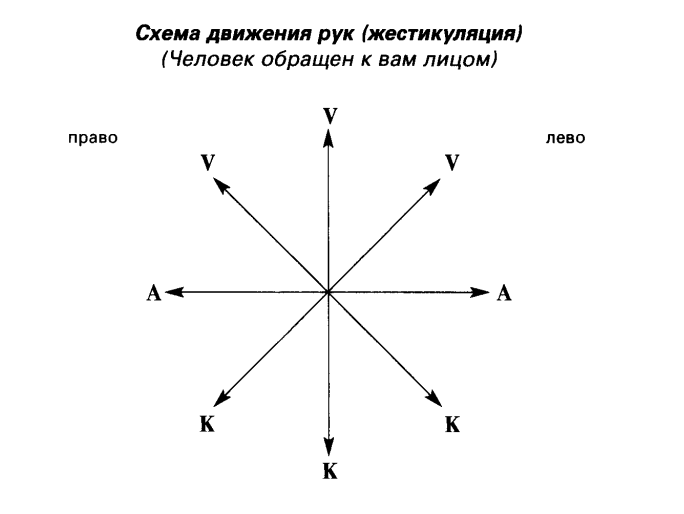 Схема движения рук (жестикуляция)
(Человек обращен к вам лицом)
V
право
лево
V
V
A
A
K
K
K